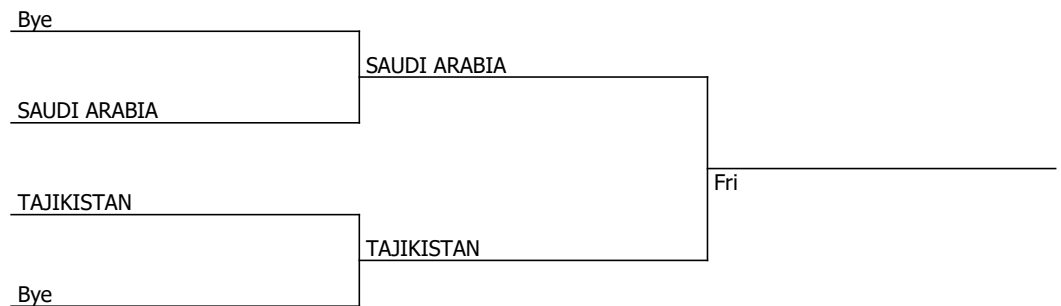 Bye
SAUDI ARABIA
SAUDI ARABIA
Fri
TAJIKISTAN
TAJIKISTAN
Bye